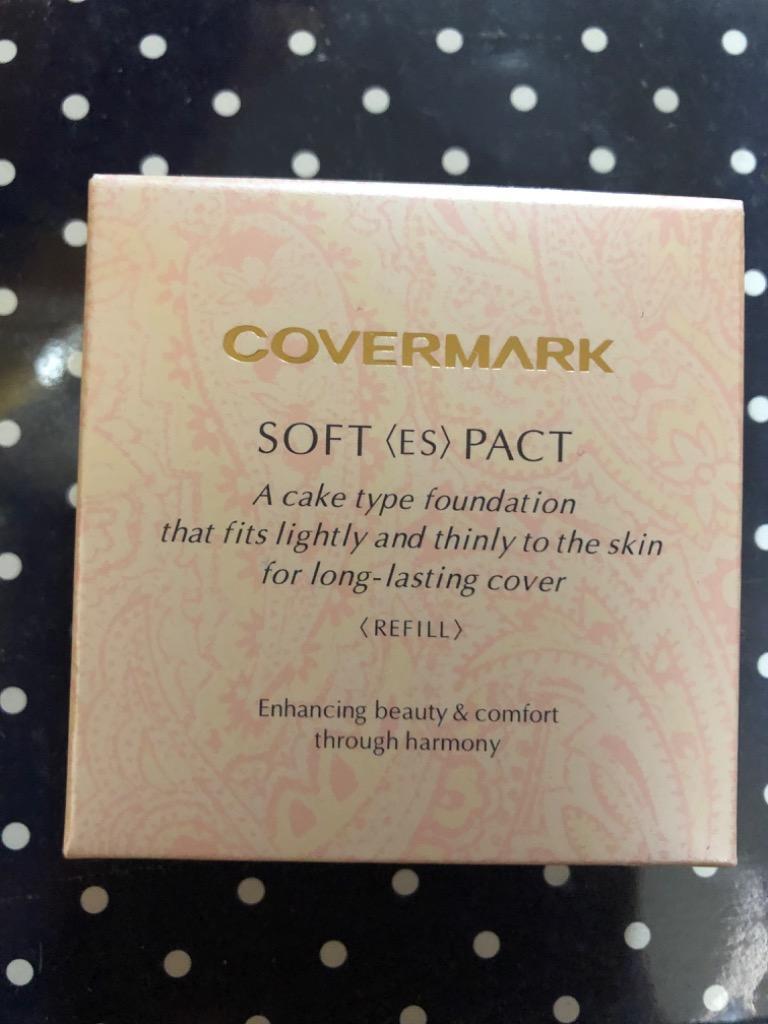 COVERMARK
SOFT 〈ES〉 PACT
A cake type foundation
that fits lightly and thinly to the skin
for long-lasting cover
〈REFILL〉
Enhancing beauty & comfort
through harmony